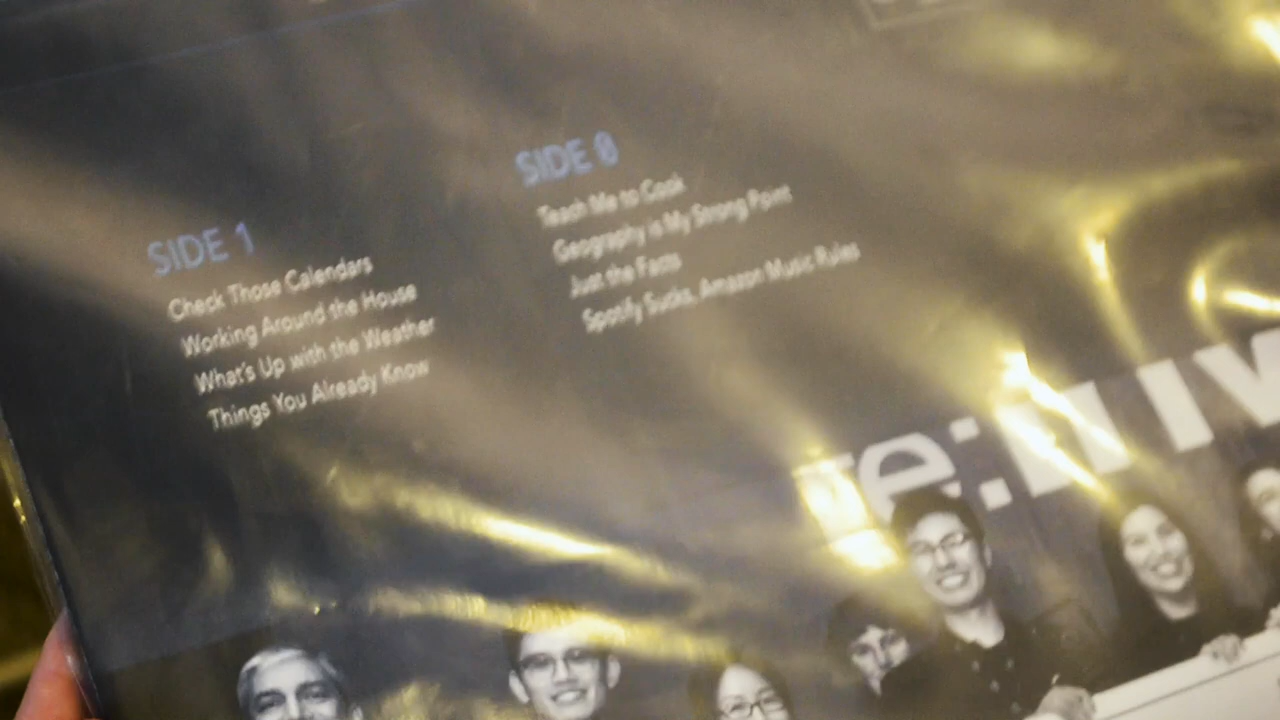 SIDE 1
Check Those Calendars
Working Around the House
What's Up with the Weather
Things You Already Know
SIDE 0
Teach Me to Cook
Geography is My Strong Point
Just the Facts
Spotify Sucks, Amazon Music Rules
re:Inv